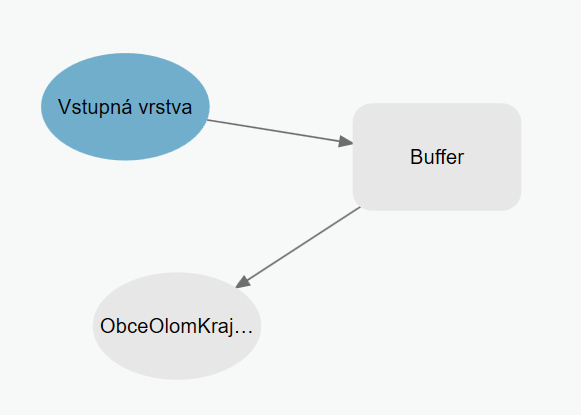 Vstupná vrstva
Buffer
ObceOlomKraj…